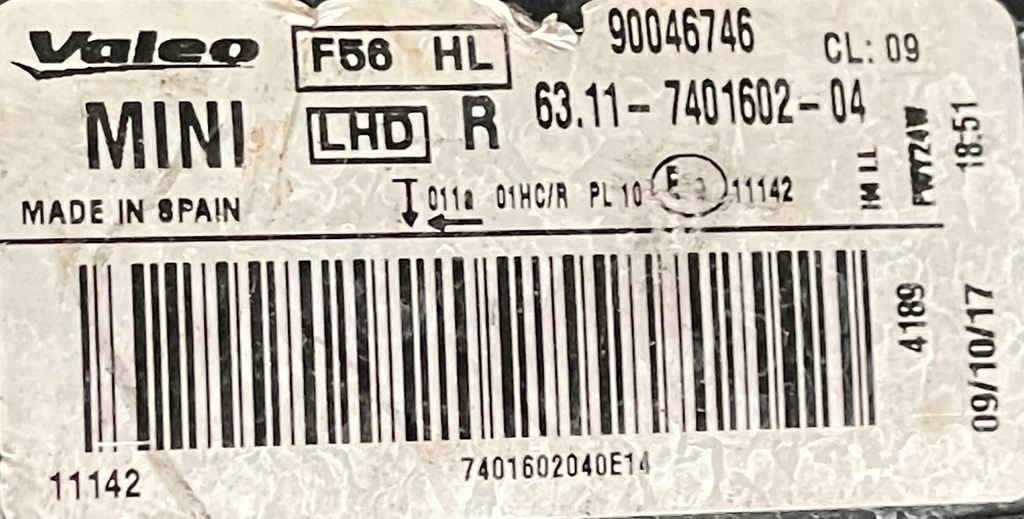 Valeo F56 HL 90046746 CL: 09
MINI LHD R 63.11-7401602-04
MADE IN SPAIN 011a 01HC/R PL 10 E 11142
PWY24W
18:51
4189
09/10/17
7401602040E14
11142